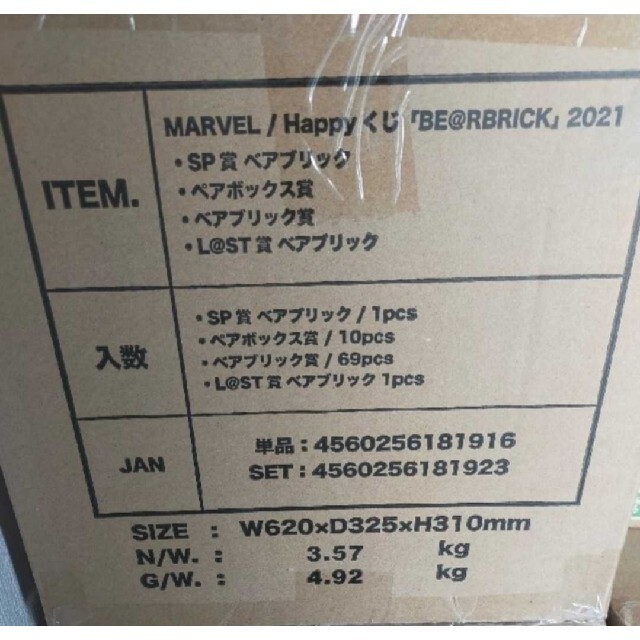 ITEM.
MARVEL / Happyくじ「BE@RBRICK」2021
・SP賞 ベアブリック
・ペアボックス賞
・ベアブリック賞
・L@ST賞 ベアブリック
入数
・SP賞 ベアブリック / 1pcs
・ペアボックス賞 / 10pcs
・ベアブリック賞 / 69pcs
・L@ST賞 ベアブリック 1pcs
JAN
単品：4560256181916
SET：4560256181923
SIZE : W620×D325×H310mm
N/W. : 3.57 kg
G/W. : 4.92 kg